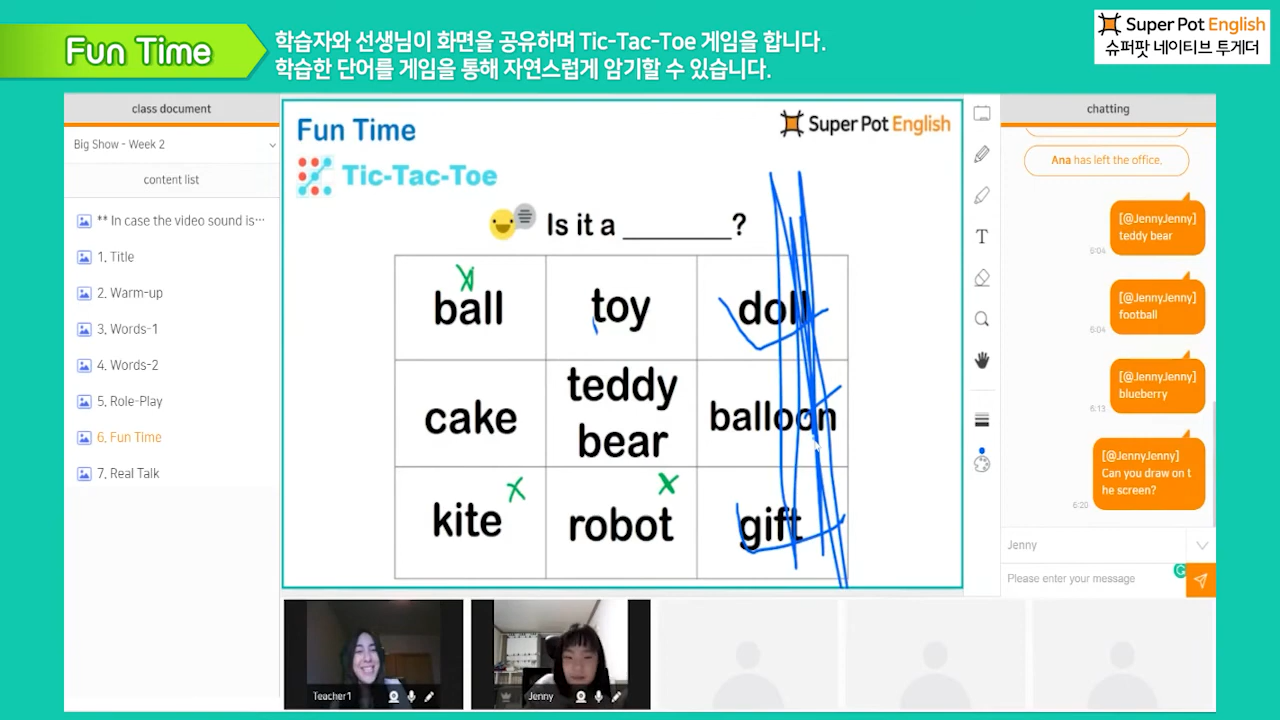 Fun Time
학습자와 선생님이 화면을 공유하며 Tic-Tac-Toe 게임을 합니다.
학습한 단어를 게임을 통해 자연스럽게 암기할 수 있습니다.
Super Pot English
슈퍼팟 네이티브 투게더
class document
Big Show - Week 2
content list
** In case the video sound is…
1. Title
2. Warm-up
3. Words-1
4. Words-2
5. Role-Play
6. Fun Time
7. Real Talk
Fun Time
Super Pot English
Tic-Tac-Toe
Is it a ________?
ball toy doll
cake teddy bear balloon
kite robot gift
T
chatting
Ana has left the office.
[@JennyJenny]
teddy bear
6:04
[@JennyJenny]
football
6:04
[@JennyJenny]
blueberry
6:13
[@JennyJenny]
Can you draw on t
he screen?
6:20
Jenny
Please enter your message
Teacher1
Jenny